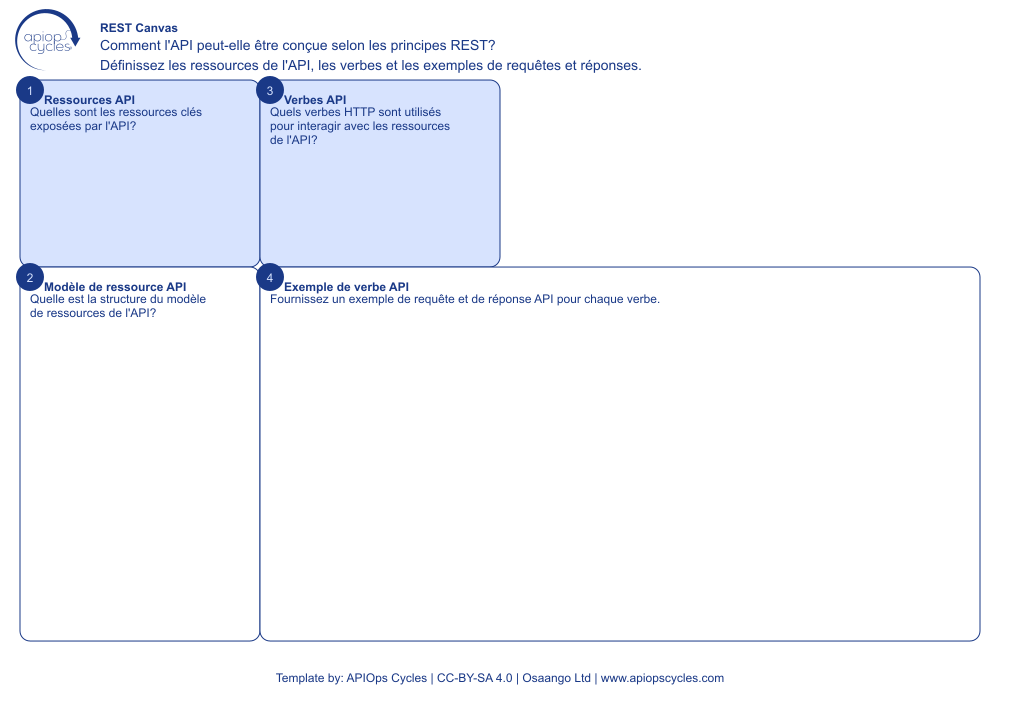 apiops
cycles
REST Canvas
Comment l'API peut-elle être conçue selon les principes REST?
Définissez les ressources de l'API, les verbes et les exemples de requêtes et réponses.
1
Ressources API
Quelles sont les ressources clés
exposées par l'API?
3
Verbes API
Quels verbes HTTP sont utilisés
pour interagir avec les ressources
de l'API?
2
Modèle de ressource API
Quelle est la structure du modèle
de ressources de l'API?
4
Exemple de verbe API
Fournissez un exemple de requête et de réponse API pour chaque verbe.
Template by: APIOps Cycles | CC-BY-SA 4.0 | Osaango Ltd | www.apiopscycles.com